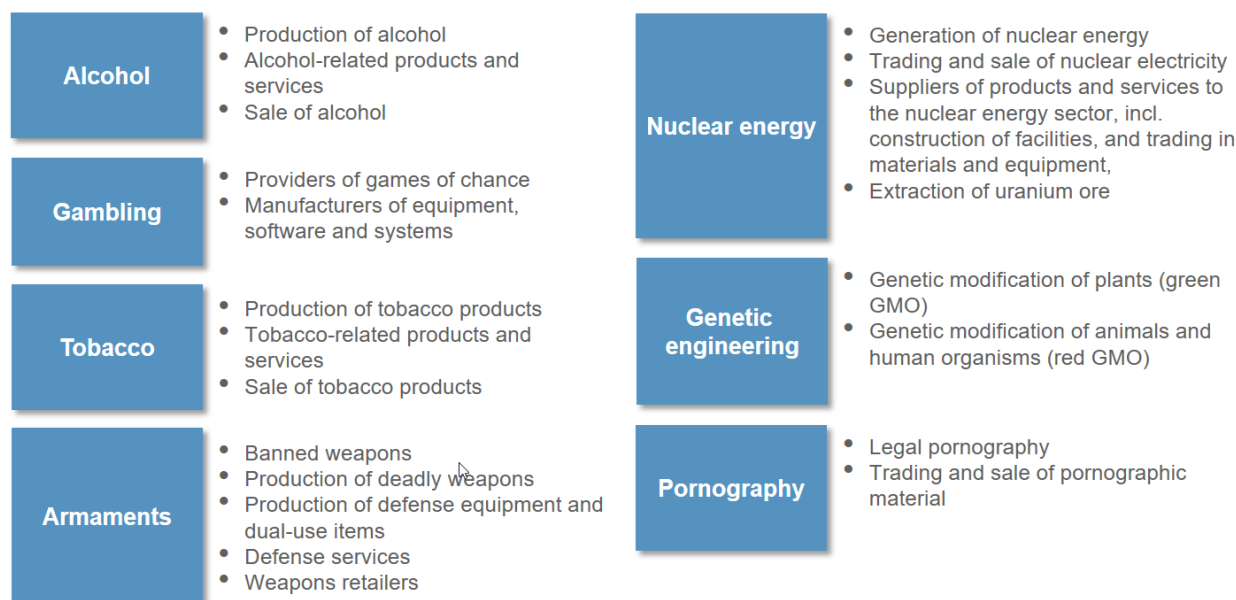 Alcohol
• Production of alcohol
• Alcohol-related products and
services
• Sale of alcohol
Gambling
• Providers of games of chance
• Manufacturers of equipment,
software and systems
Tobacco
• Production of tobacco products
• Tobacco-related products and
services
• Sale of tobacco products
Armaments
• Banned weapons
• Production of deadly weapons
• Production of defense equipment and
dual-use items
• Defense services
• Weapons retailers
Nuclear energy
• Generation of nuclear energy
• Trading and sale of nuclear electricity
• Suppliers of products and services to
the nuclear energy sector, incl.
construction of facilities, and trading in
materials and equipment,
• Extraction of uranium ore
Genetic
engineering
• Genetic modification of plants (green
GMO)
• Genetic modification of animals and
human organisms (red GMO)
Pornography
• Legal pornography
• Trading and sale of pornographic
material